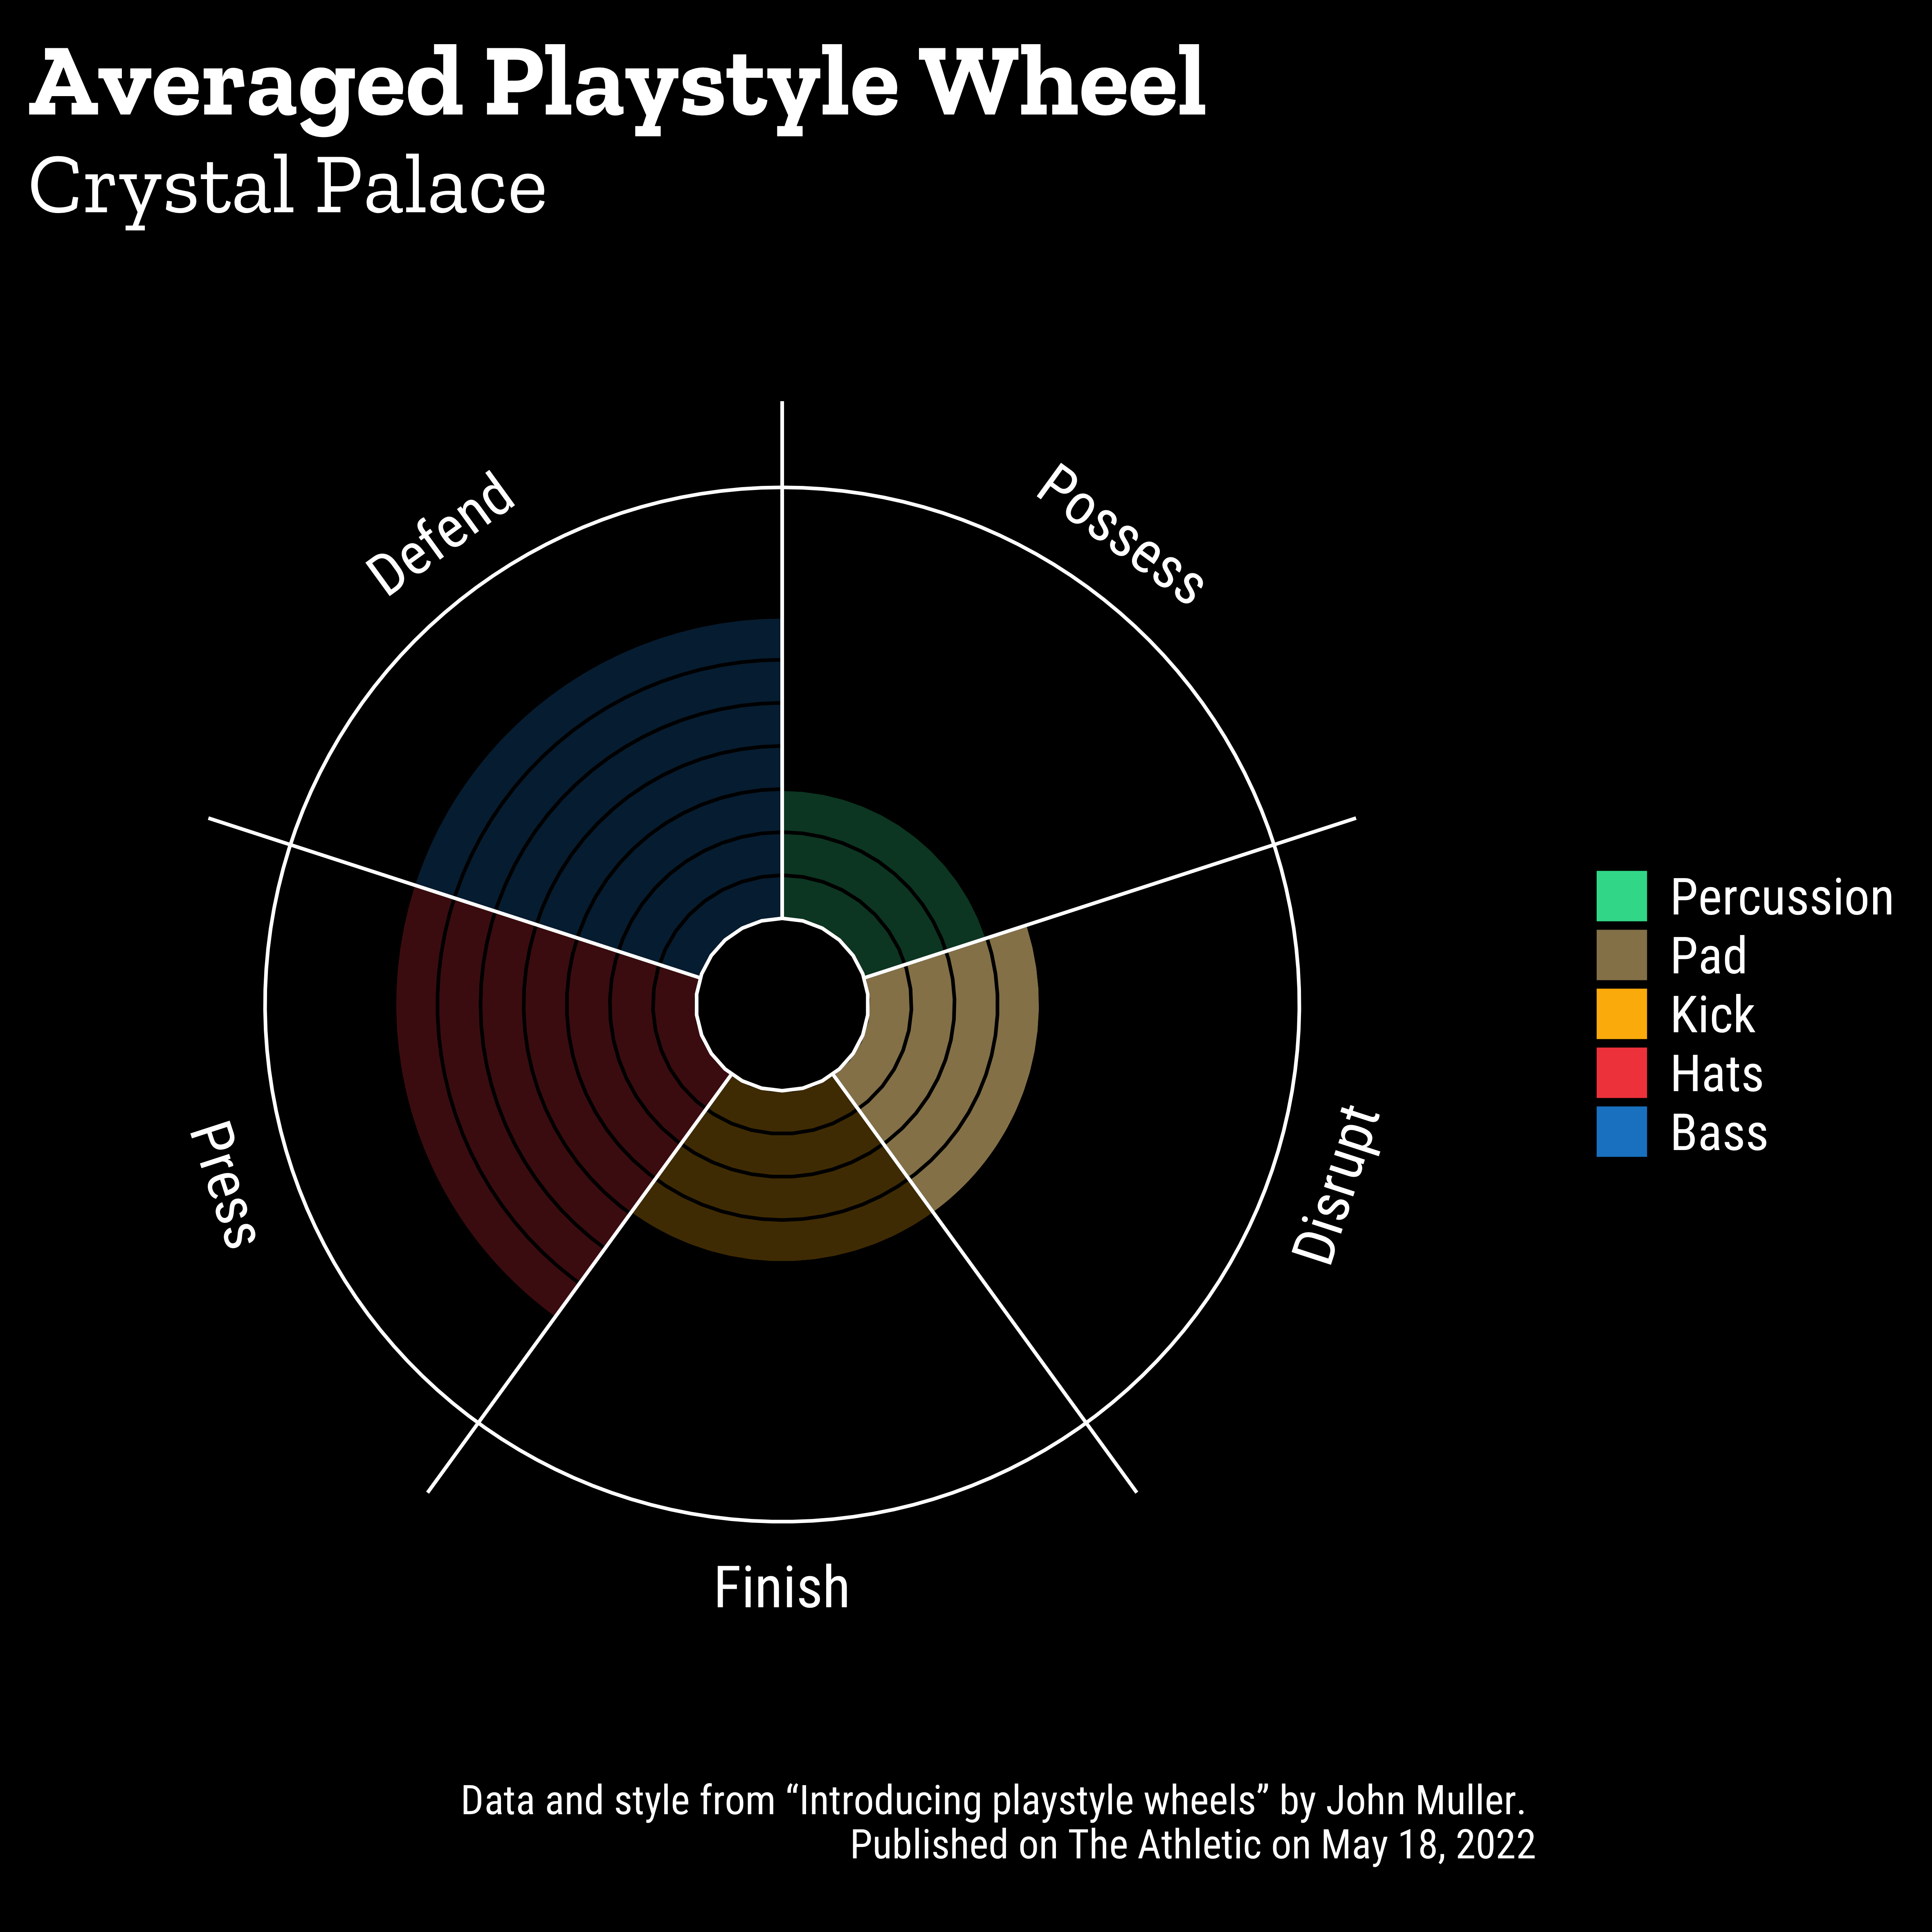 Averaged Playstyle Wheel
Crystal Palace
Defend
Possess
Percussion
Pad
Kick
Hats
Bass
Press
Disrupt
Finish
Data and style from “Introducing playstyle wheels” by John Muller.
Published on The Athletic on May 18, 2022